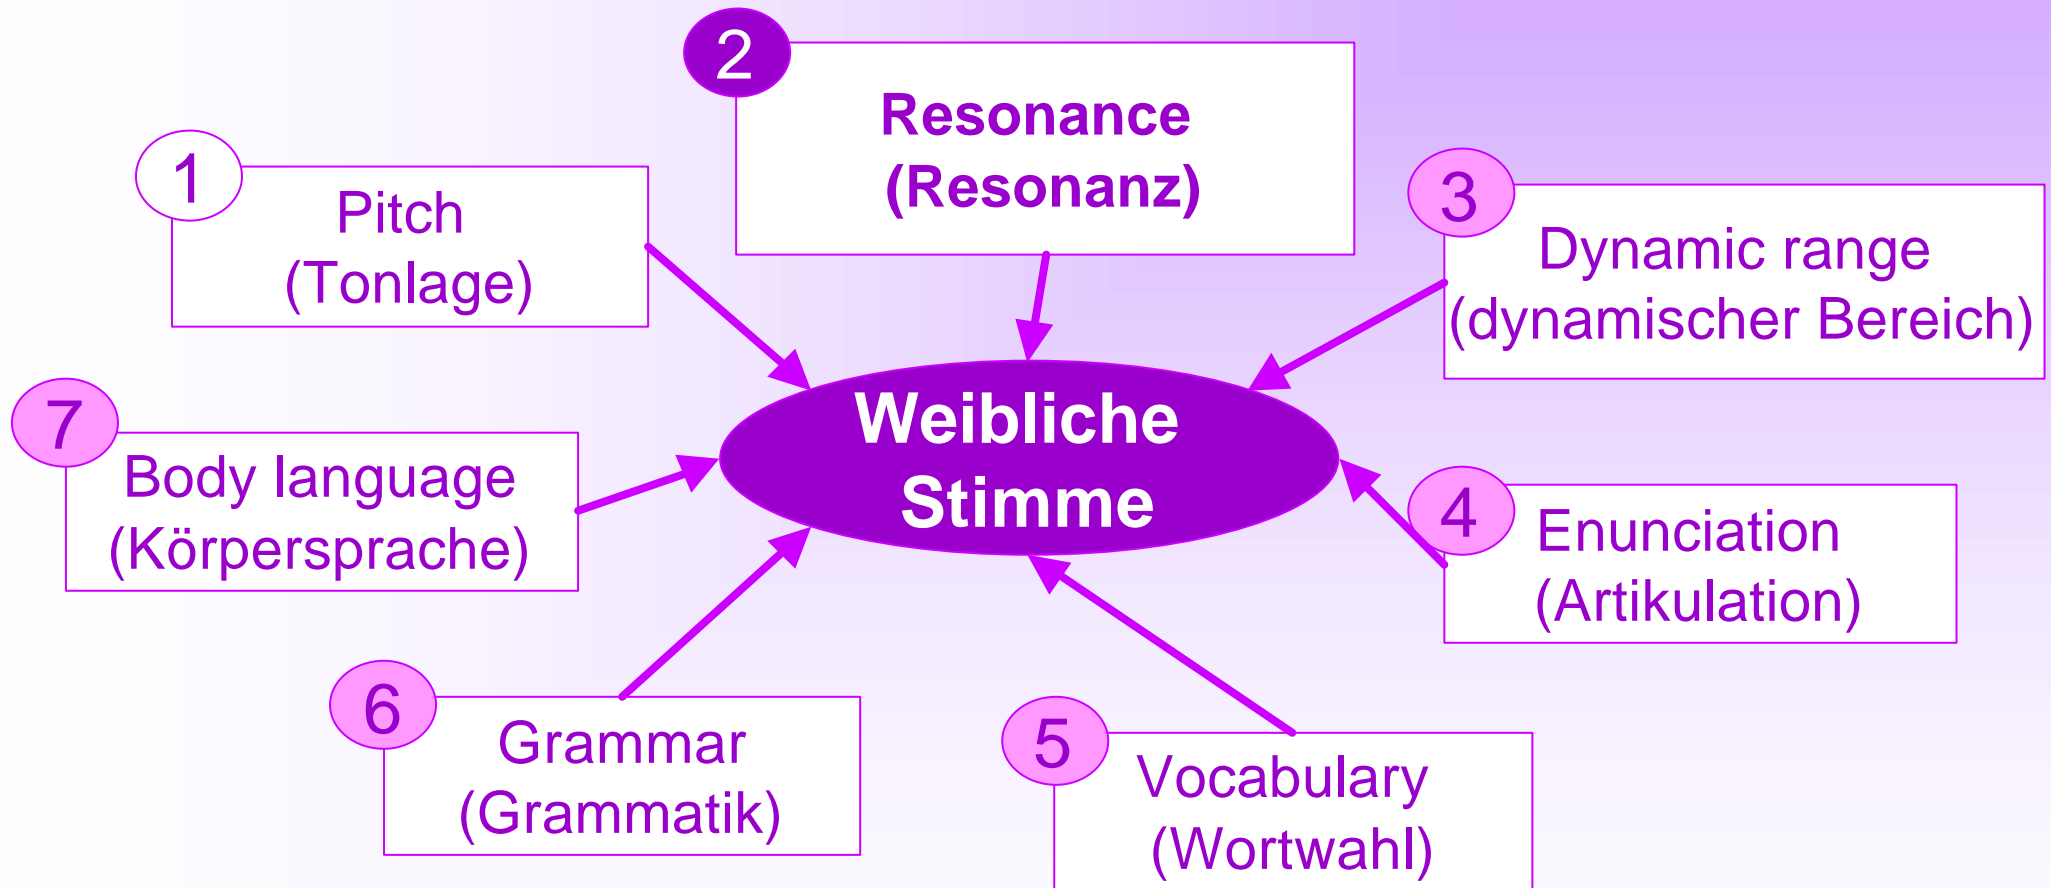 1
Pitch
(Tonlage)
2
Resonance
(Resonanz)
3
Dynamic range
(dynamischer Bereich)
4
Enunciation
(Artikulation)
5
Vocabulary
(Wortwahl)
6
Grammar
(Grammatik)
7
Body language
(Körpersprache)
Weibliche
Stimme